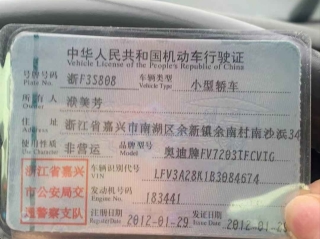 中华人民共和国机动车行驶证
Vehicle License of the People's Republic of China
号牌号码 浙F3S808 车辆类型 小型轿车
Plate No. Vehicle Type
所有人 濮美芳
Owner
住址 浙江省嘉兴市南湖区余新镇余南村南沙浜34
Address
使用性质 非营运 品牌型号 奥迪牌FV7203TFCVTG
Use Character Model
浙江省嘉兴
市公安局交
通警察支队
车辆识别代号 LFV3A28K1B3084674
VIN
发动机号码 183441
Engine No.
注册日期 2012-01-29 发证日期 2012-01-29
Register Date Issue Date